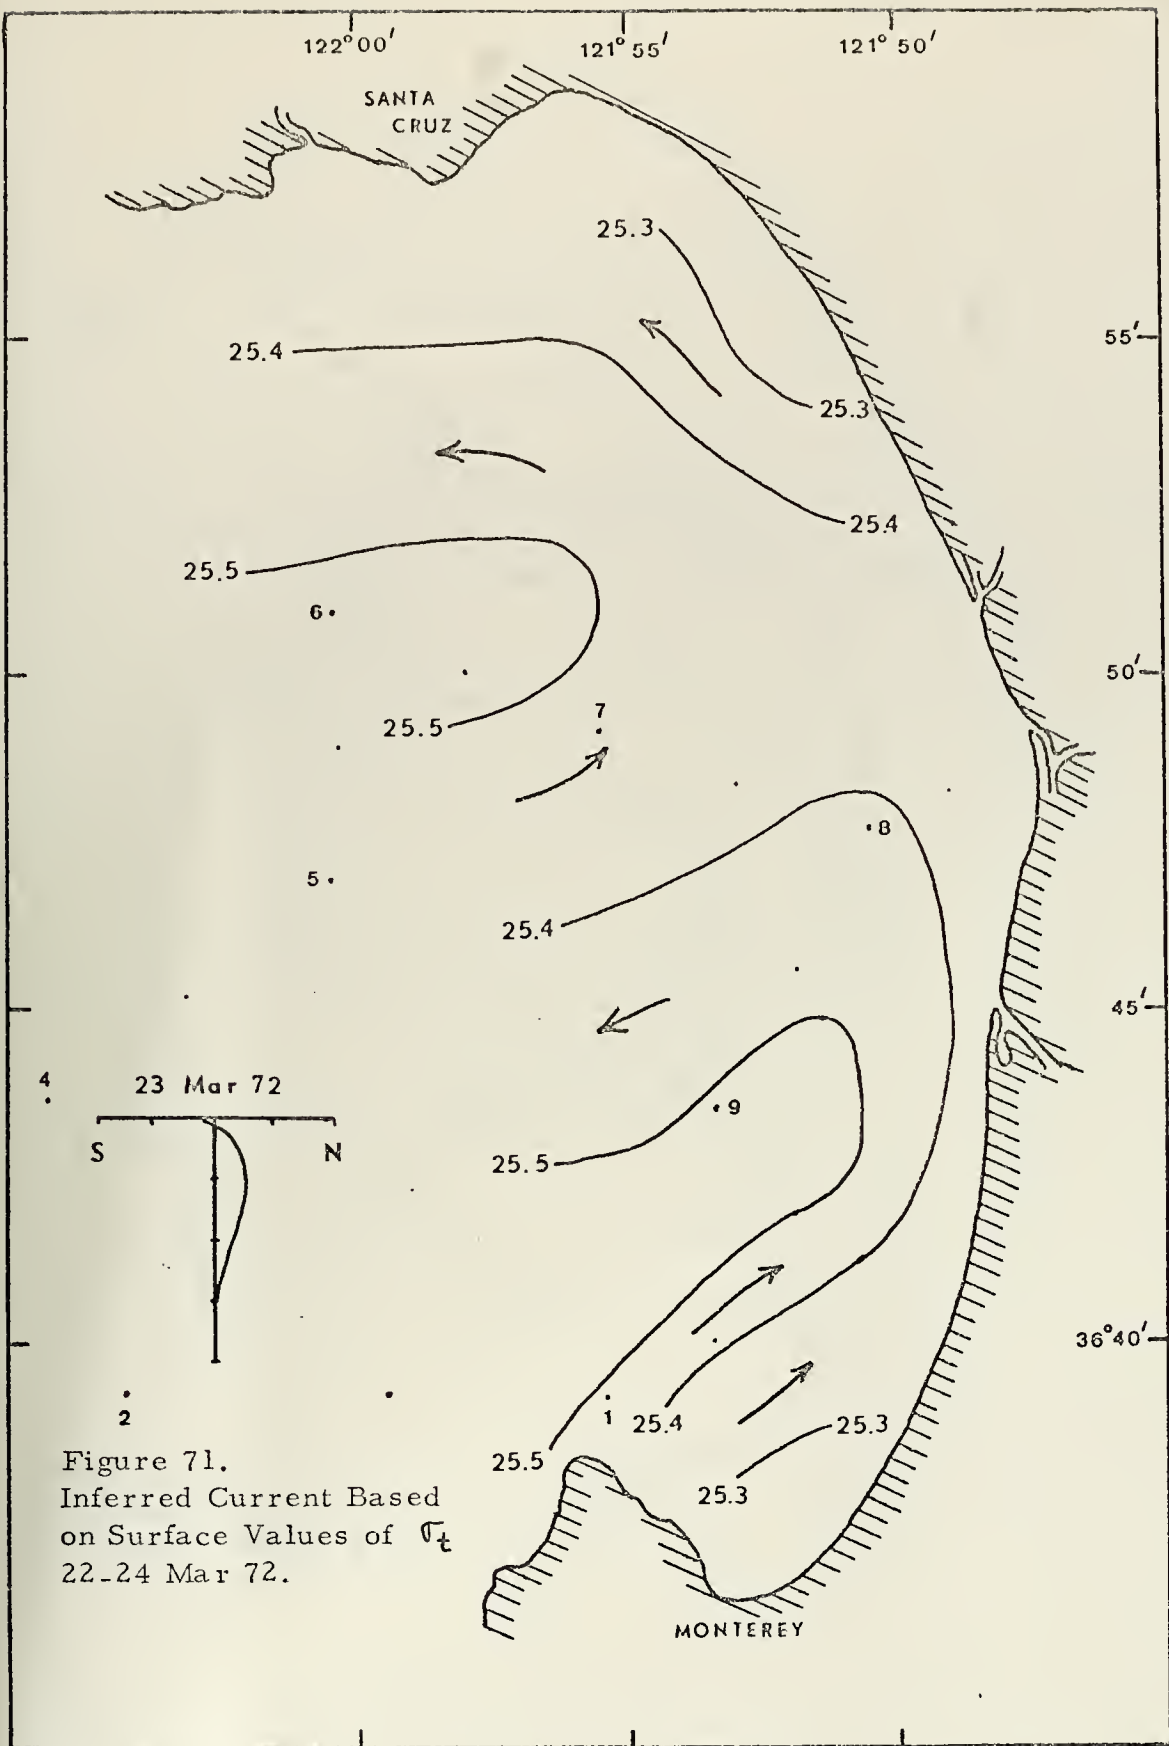 122°00′ 121°55′ 121°50′
SANTA
CRUZ
25.3
55′
25.4
25.3
25.4
25.5
6
50′
7
25.5
8
5
25.4
45′
4
23 Mar 72
9
S N
25.5
36°40′
2
1 25.4
25.3
25.5
25.3
Figure 71.
Inferred Current Based
on Surface Values of σt
22-24 Mar 72.
MONTEREY